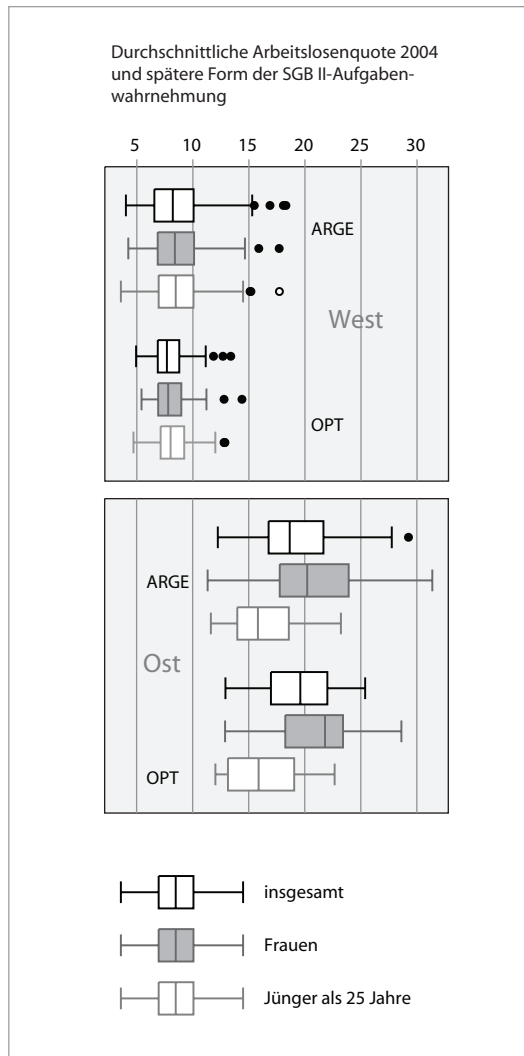 Durchschnittliche Arbeitslosenquote 2004
und spätere Form der SGB II-Aufgaben-
wahrnehmung
5 10 15 20 25 30
ARGE
West
OPT
ARGE
Ost
OPT
insgesamt
Frauen
Jünger als 25 Jahre